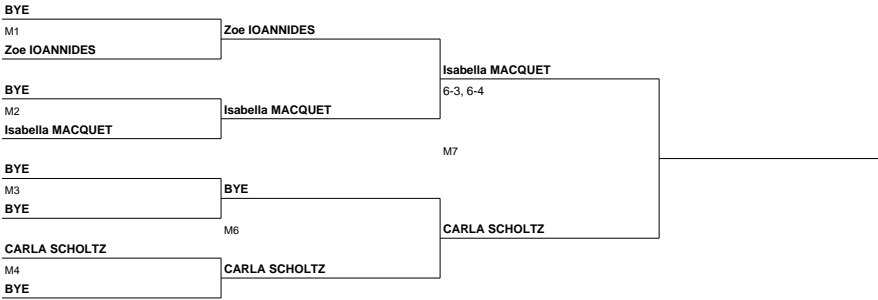 BYE
M1
Zoe IOANNIDES
Zoe IOANNIDES
BYE
M2
Isabella MACQUET
Isabella MACQUET
Isabella MACQUET
6-3, 6-4
M7
BYE
M3
BYE
BYE
M6
CARLA SCHOLTZ
M4
BYE
CARLA SCHOLTZ
CARLA SCHOLTZ